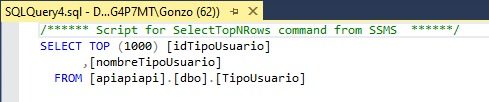 SQLQuery4.sql - D...G4P7MT\Gonzo (62))
/****** Script for SelectTopNRows command from SSMS  ******/
SELECT TOP (1000) [idTipoUsuario]
      ,[nombreTipoUsuario]
  FROM [apiapiapi].[dbo].[TipoUsuario]